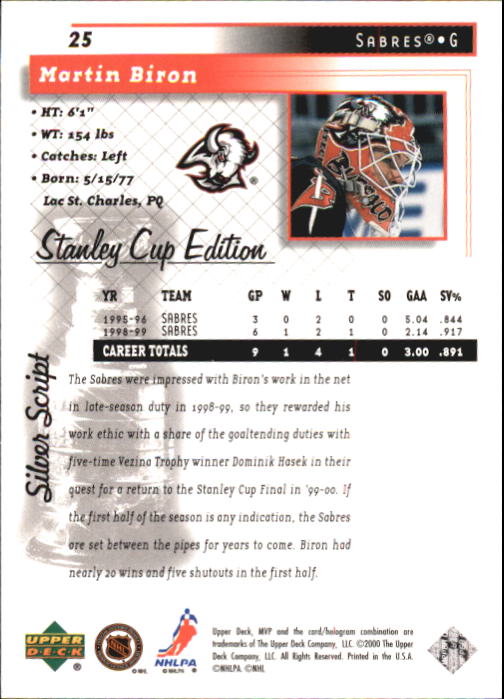 25
SABRES® • G
Martin Biron
• HT: 6'1"
• WT: 154 lbs
• Catches: Left
• Born: 5/15/77
Lac St. Charles, PQ
®
Stanley Cup Edition
YR TEAM GP W L T SO GAA SV%
1995-96 SABRES 3 0 2 0 0 5.04 .844
1998-99 SABRES 6 1 2 1 0 2.14 .917
CAREER TOTALS 9 1 4 1 0 3.00 .891
Silver Script
The Sabres were impressed with Biron's work in the net
in late-season duty in 1998-99, so they rewarded his
work ethic with a share of the goaltending duties with
five-time Vezina Trophy winner Dominik Hasek in their
quest for a return to the Stanley Cup Final in '99-00. If
the first half of the season is any indication, the Sabres
are set between the pipes for years to come. Biron had
nearly 20 wins and five shutouts in the first half.
UPPER
DECK
®
NHL
©NHL
NHLPA
©NHLPA
Upper Deck, MVP and the card/hologram combination are
trademarks of The Upper Deck Company, LLC. ©2000 The Upper
Deck Company, LLC. All Rights Reserved. Printed in the U.S.A.
©NHLPA. ©NHL